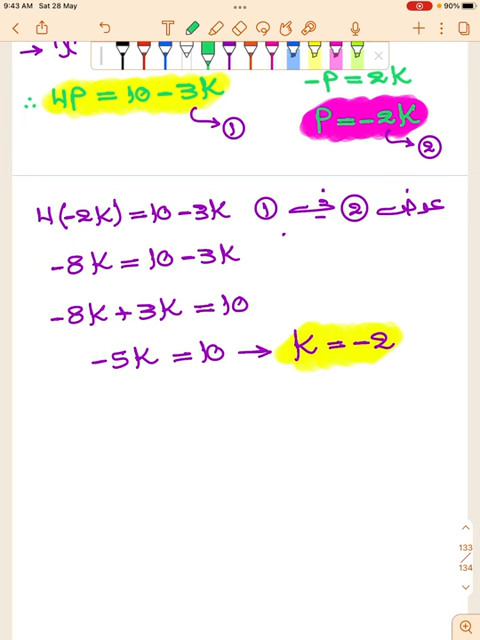 9:43 AM Sat 28 May
90%
∴ 4P = 10 - 3K
①
-P = 2K
P = -2K
②
4(-2K) = 10 - 3K ① في ② عوض
-8K = 10 - 3K
-8K + 3K = 10
-5K = 10 → K = -2
133
/
134